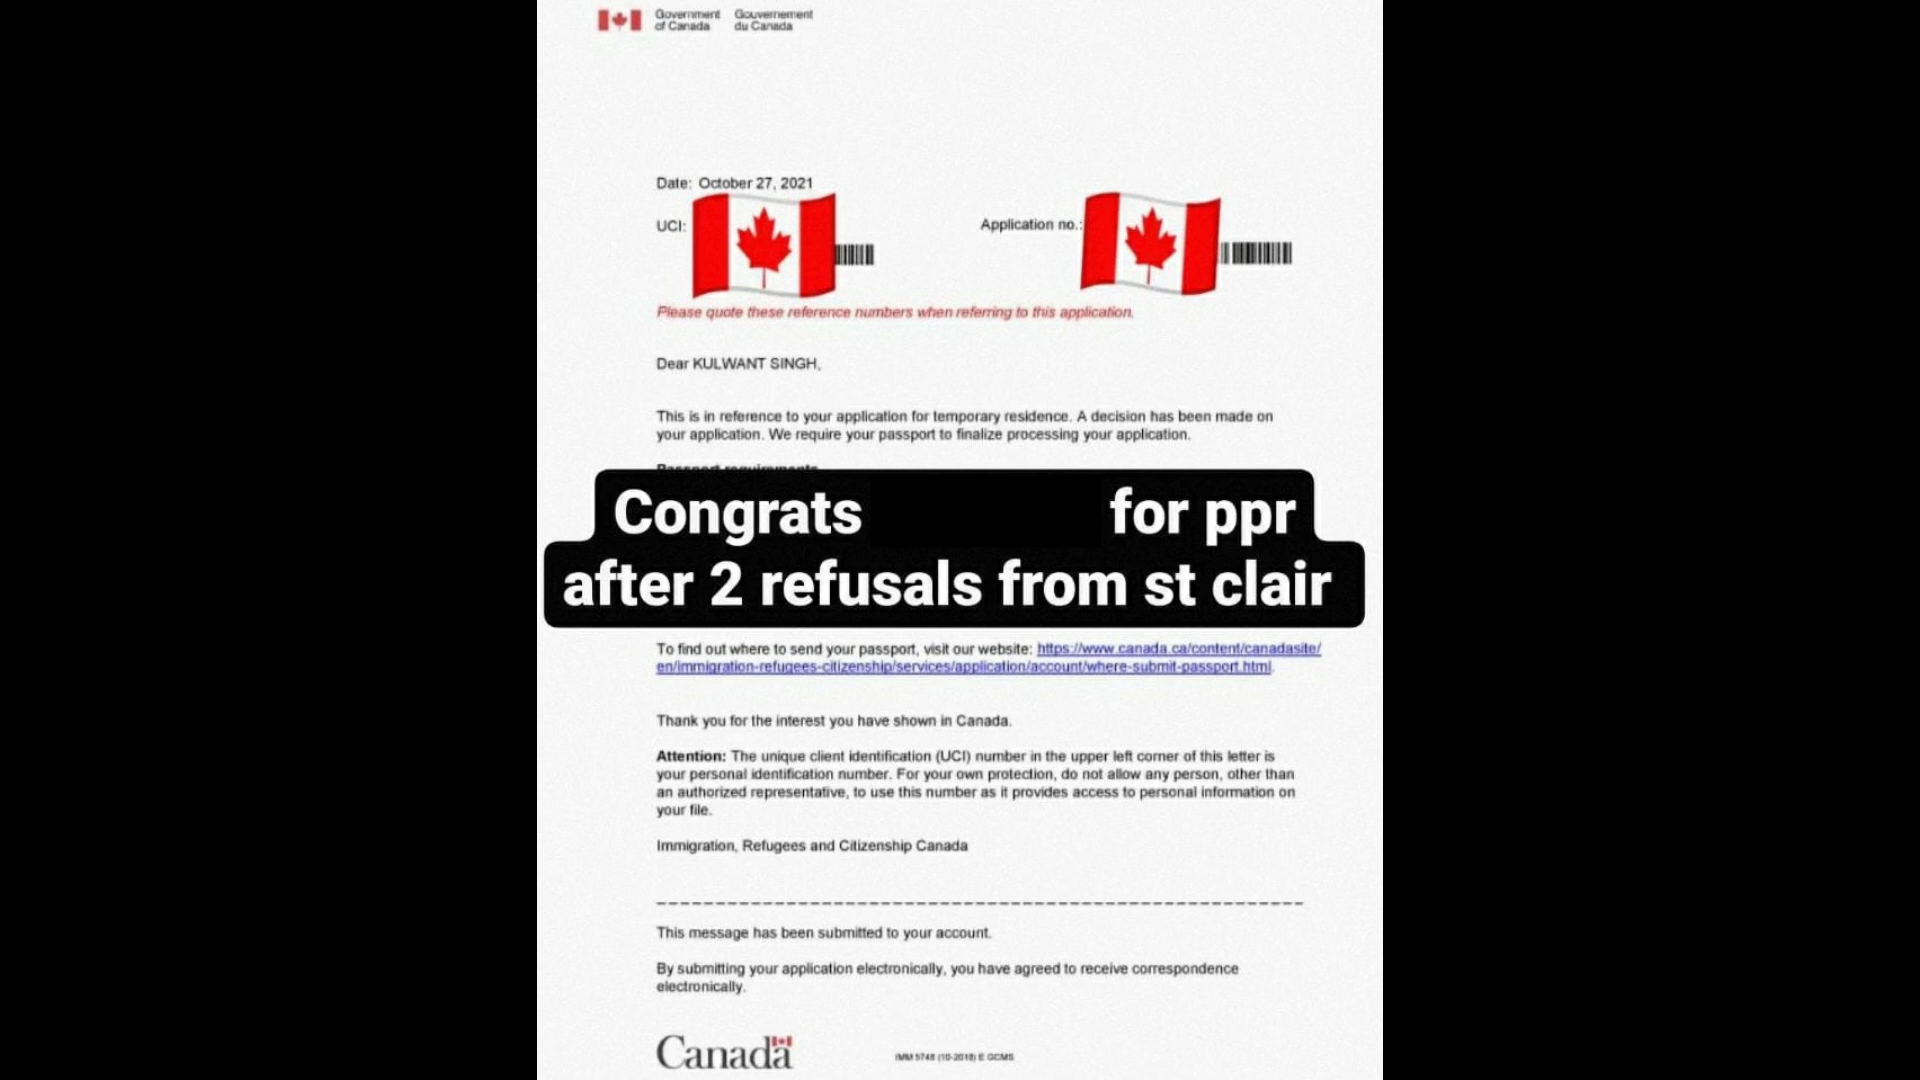 Government Gouvernement
of Canada du Canada
Date: October 27, 2021
UCI: Application no.:
Please quote these reference numbers when referring to this application.
Dear KULWANT SINGH,
This is in reference to your application for temporary residence. A decision has been made on
your application. We require your passport to finalize processing your application.
Passport requirements
Congrats for ppr
after 2 refusals from st clair
To find out where to send your passport, visit our website: https://www.canada.ca/content/canadasite/
en/immigration-refugees-citizenship/services/application/account/where-submit-passport.html.
Thank you for the interest you have shown in Canada.
Attention: The unique client identification (UCI) number in the upper left corner of this letter is
your personal identification number. For your own protection, do not allow any person, other than
an authorized representative, to use this number as it provides access to personal information on
your file.
Immigration, Refugees and Citizenship Canada
This message has been submitted to your account.
By submitting your application electronically, you have agreed to receive correspondence
electronically.
Canada IMM 5748 (10-2018) E GCMS